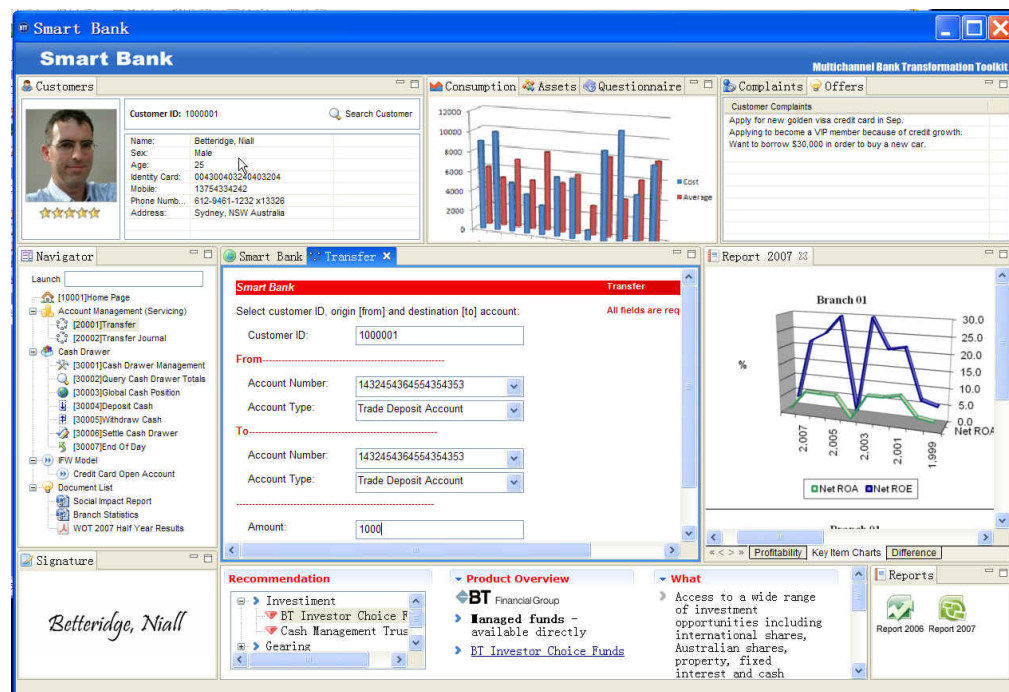 Smart Bank
Smart Bank
Multichannel Bank Transformation Toolkit
Customers
Customer ID: 1000001
Search Customer
Name: Betteridge, Niall
Sex: Male
Age: 25
Identity Card: 004300403240403204
Mobile: 13754334242
Phone Numb... 612-9461-1232 x13326
Address: Sydney, NSW Australia
Consumption Assets Questionnaire
12000
10000
8000
6000
4000
2000
0
Cost
Average
Complaints Offers
Customer Complaints
Apply for new golden visa credit card in Sep.
Applying to become a VIP member because of credit growth.
Want to borrow $30,000 in order to buy a new car.
Navigator
Launch
[10001]Home Page
Account Management (Servicing)
[20001]Transfer
[20002]Transfer Journal
Cash Drawer
[30001]Cash Drawer Management
[30002]Query Cash Drawer Totals
[30003]Global Cash Position
[30004]Deposit Cash
[30005]Withdraw Cash
[30006]Settle Cash Drawer
[30007]End Of Day
IFW Model
Credit Card Open Account
Document List
Social Impact Report
Branch Statistics
WOT 2007 Half Year Results
Smart Bank Transfer
Smart Bank Transfer
Select customer ID, origin [from] and destination [to] account: All fields are req
Customer ID: 1000001
From
Account Number: 1432454364554354353
Account Type: Trade Deposit Account
To
Account Number: 1432454364554354353
Account Type: Trade Deposit Account
Amount: 1000
Report 2007
Branch 01
%
30.0
25.0
20.0
15.0
10.0
5.0
0.0
Net ROA
2,007
2,005
2,003
2,001
1,999
Net ROA Net ROE
Branch 01
« < > » Profitability Key Item Charts Difference
Signature
Betteridge, Niall
Recommendation
Investiment
BT Investor Choice F
Cash Management Trus
Gearing
Product Overview
BT Financial Group
Managed funds -
available directly
BT Investor Choice Funds
What
Access to a wide range
of investment
opportunities including
international shares,
Australian shares,
property, fixed
interest and cash
Reports
Report 2006 Report 2007